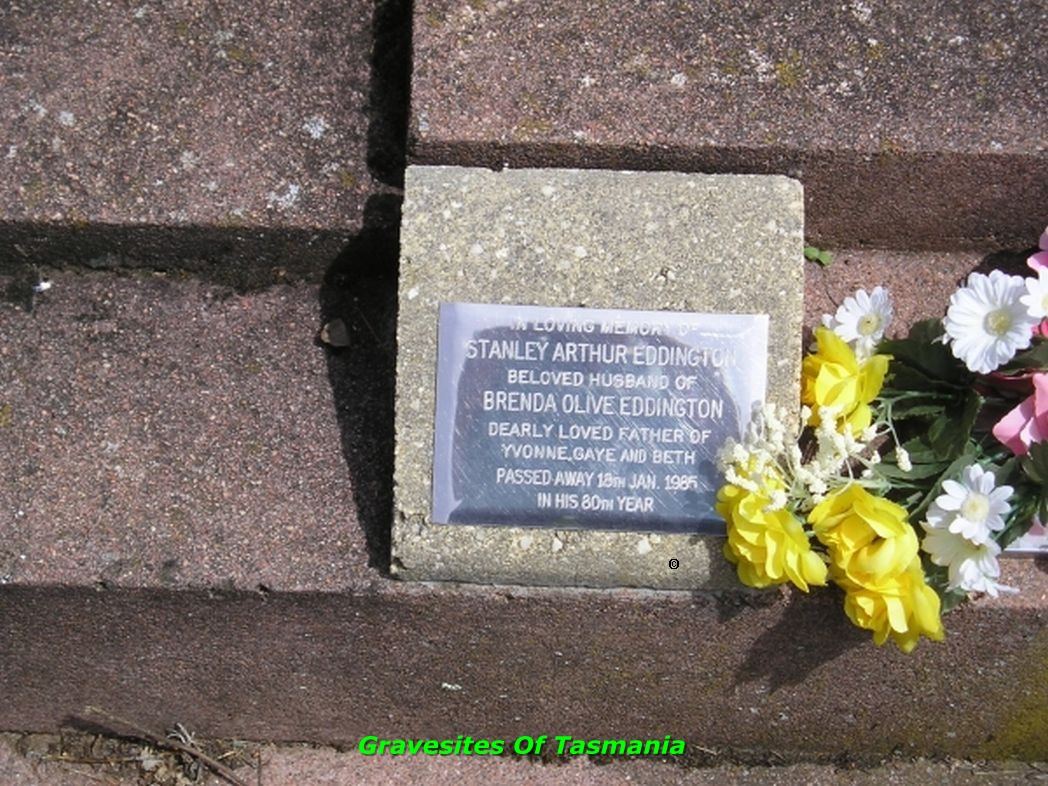 IN LOVING MEMORY OF
STANLEY ARTHUR EDDINGTON
BELOVED HUSBAND OF
BRENDA OLIVE EDDINGTON
DEARLY LOVED FATHER OF
YVONNE, GAYE AND BETH
PASSED AWAY JAN. 1985
IN HIS 80TH YEAR
©
Gravesites Of Tasmania